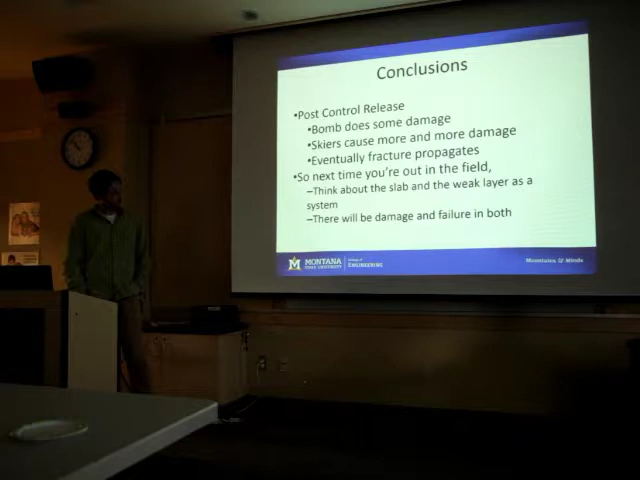 Conclusions
•Post Control Release
•Bomb does some damage
•Skiers cause more and more damage
•Eventually fracture propagates
•So next time you're out in the field,
–Think about the slab and the weak layer as a
system
–There will be damage and failure in both
M MONTANA
STATE UNIVERSITY
College of
ENGINEERING
Mountains & Minds